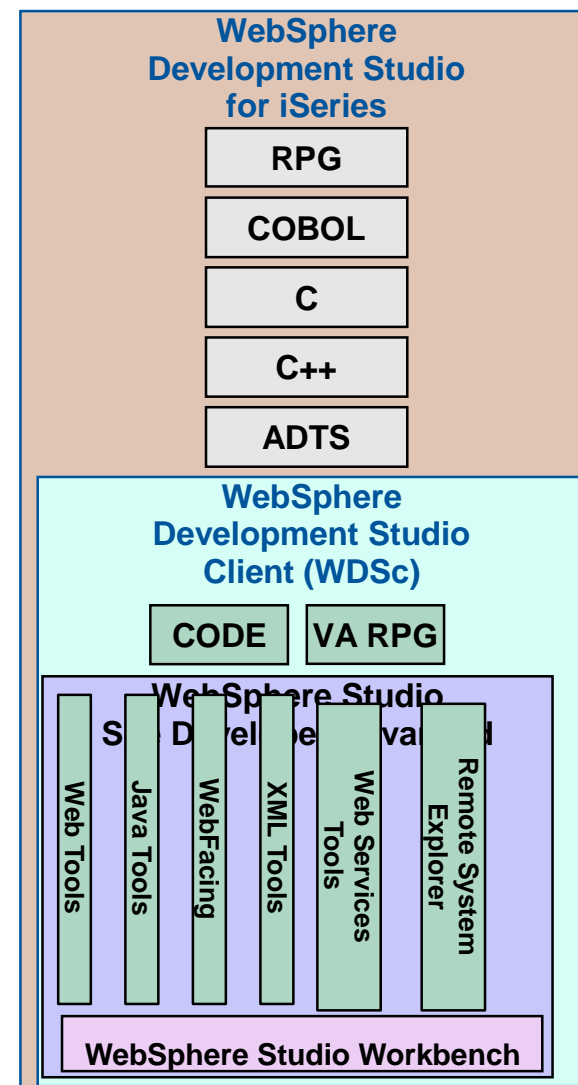 WebSphere
Development Studio
for iSeries
RPG
COBOL
C
C++
ADTS
WebSphere
Development Studio
Client (WDSc)
CODE
VA RPG
WebSphere Studio
Web Tools
Java Tools
WebFacing
XML Tools
Web Services
Tools
Remote System
Explorer
WebSphere Studio Workbench